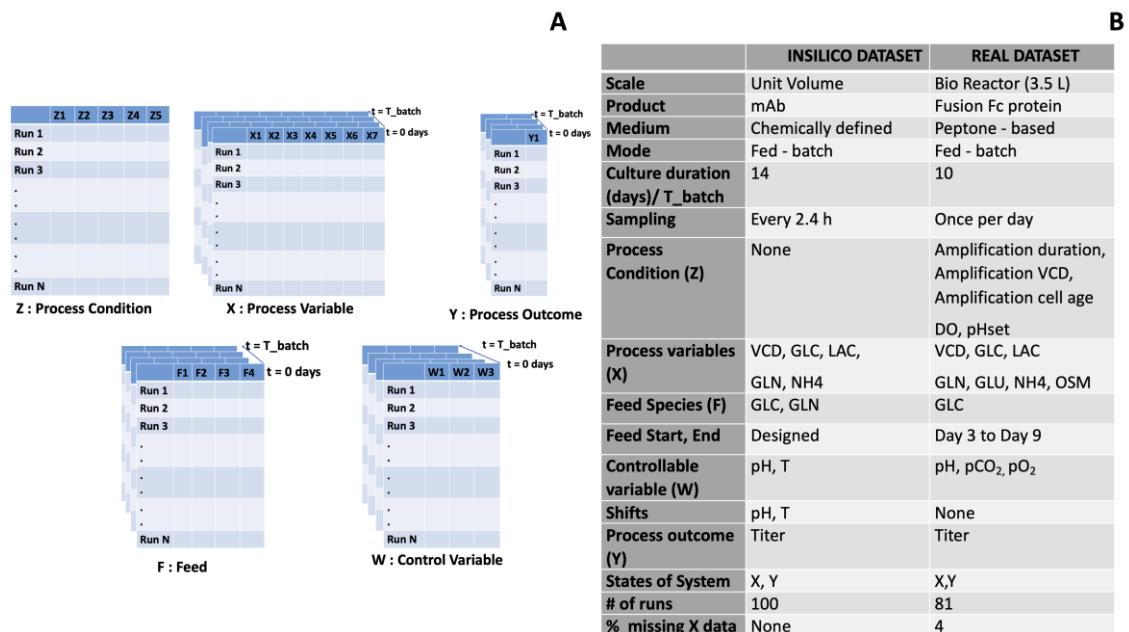 A
Z1 Z2 Z3 Z4 Z5
Run 1
Run 2
Run 3
.
.
.
.
.
.
Run N
Z : Process Condition
t = T_batch
t = 0 days
X1 X2 X3 X4 X5 X6 X7
Run 1
Run 2
Run 3
.
.
.
.
.
.
Run N
X : Process Variable
t = T_batch
t = 0 days
Y1
Run 1
Run 2
Run 3
.
.
.
.
.
.
Run N
Y : Process Outcome
t = T_batch
t = 0 days
F1 F2 F3 F4
Run 1
Run 2
Run 3
.
.
.
.
.
.
Run N
F : Feed
t = T_batch
t = 0 days
W1 W2 W3
Run 1
Run 2
Run 3
.
.
.
.
.
.
Run N
W : Control Variable
B
INSILICO DATASET REAL DATASET
Scale Unit Volume Bio Reactor (3.5 L)
Product mAb Fusion Fc protein
Medium Chemically defined Peptone - based
Mode Fed - batch Fed - batch
Culture duration 14 10
(days)/ T_batch
Sampling Every 2.4 h Once per day
Process None Amplification duration,
Condition (Z) Amplification VCD,
Amplification cell age
DO, pHset
Process variables VCD, GLC, LAC, VCD, GLC, LAC
(X) GLN, NH4 GLN, GLU, NH4, OSM
Feed Species (F) GLC, GLN GLC
Feed Start, End Designed Day 3 to Day 9
Controllable pH, T pH, pCO₂, pO₂
variable (W)
Shifts pH, T None
Process outcome Titer Titer
(Y)
States of System X, Y X,Y
# of runs 100 81
% missing X data None 4